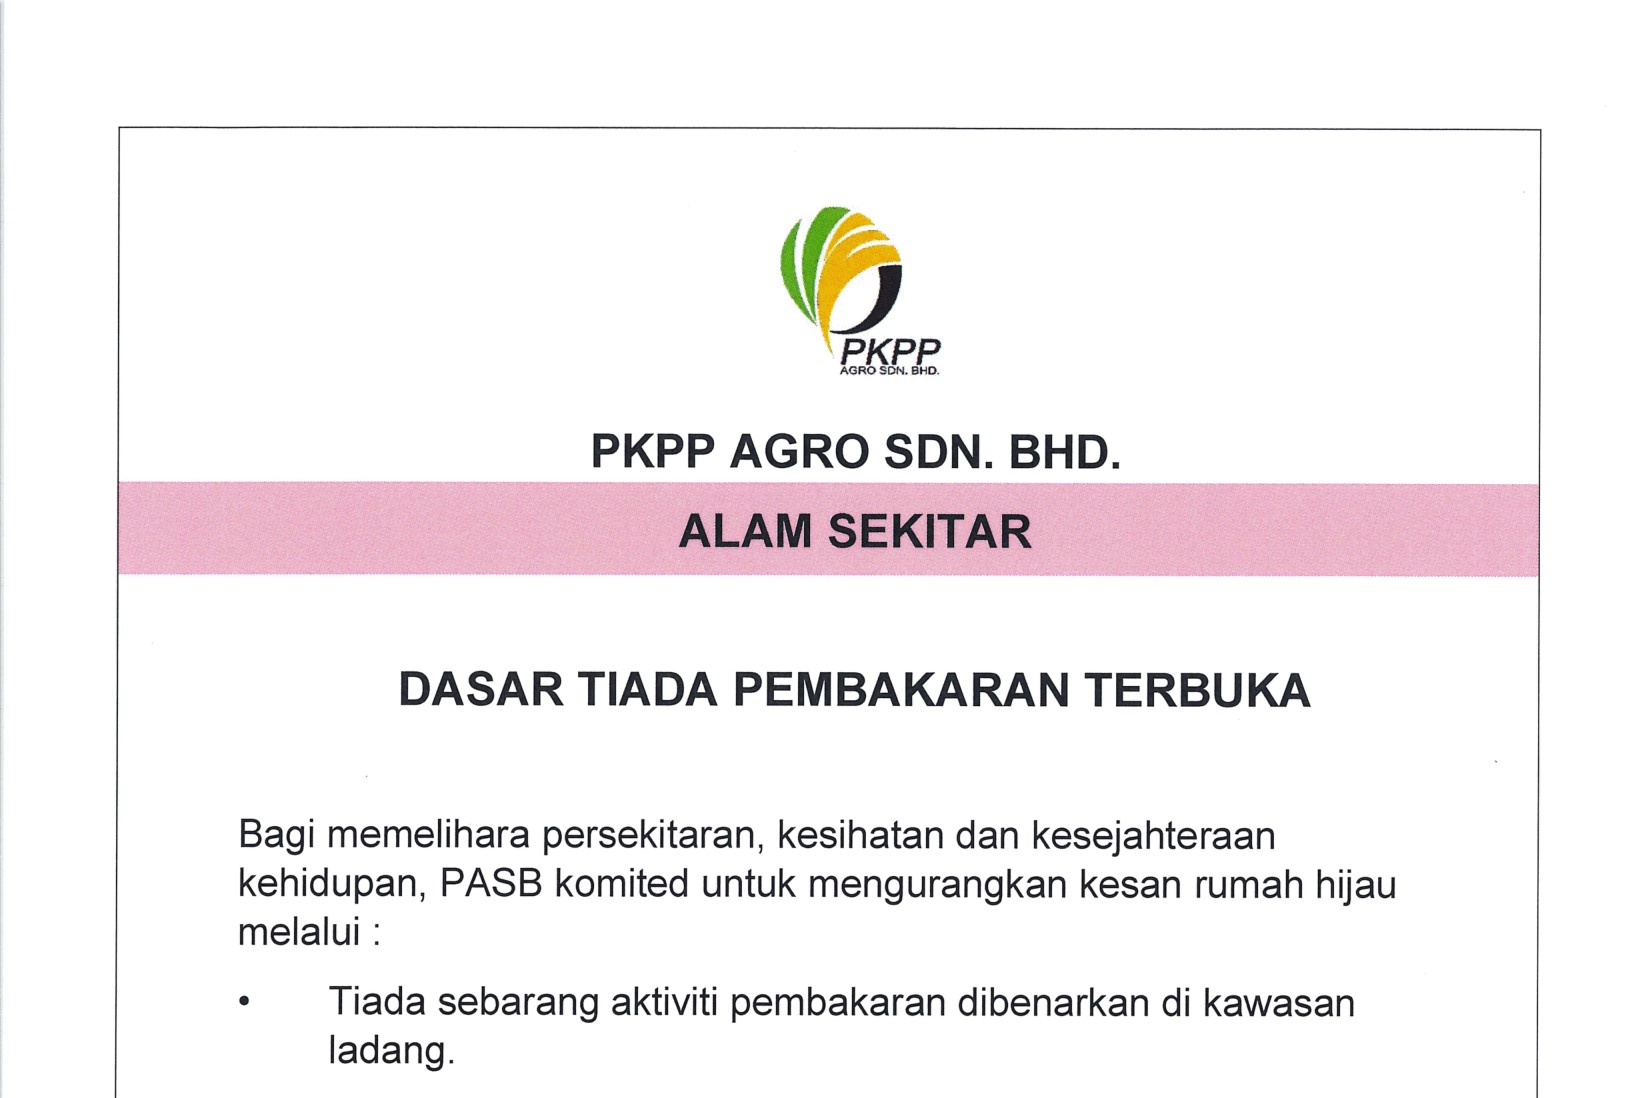 PKPP
AGRO SDN. BHD.
PKPP AGRO SDN. BHD.
ALAM SEKITAR
DASAR TIADA PEMBAKARAN TERBUKA
Bagi memelihara persekitaran, kesihatan dan kesejahteraan
kehidupan, PASB komited untuk mengurangkan kesan rumah hijau
melalui :
• Tiada sebarang aktiviti pembakaran dibenarkan di kawasan
ladang.